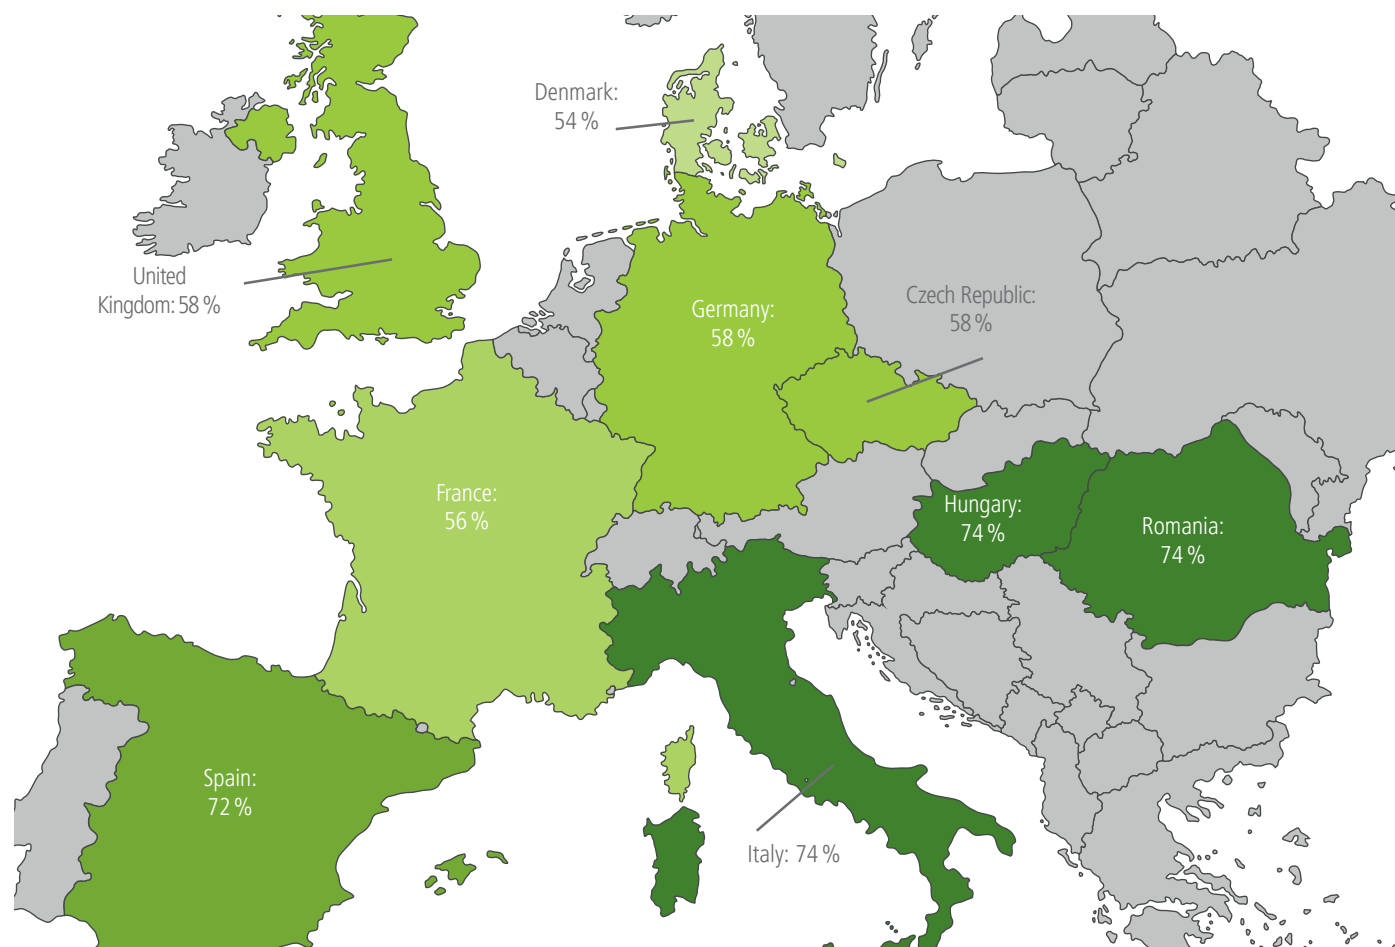 Denmark:
54 %
United
Kingdom: 58 %
Germany:
58 %
Czech Republic:
58 %
France:
56 %
Hungary:
74 %
Romania:
74 %
Spain:
72 %
Italy: 74 %